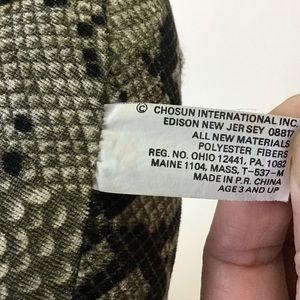 © CHOSUN INTERNATIONAL INC.
EDISON NEW JERSEY 08817
ALL NEW MATERIALS
POLYESTER FIBERS
REG. NO. OHIO 12441, PA. 1082
MAINE 1104, MASS, T-537-M
MADE IN P.R. CHINA
AGE 3 AND UP